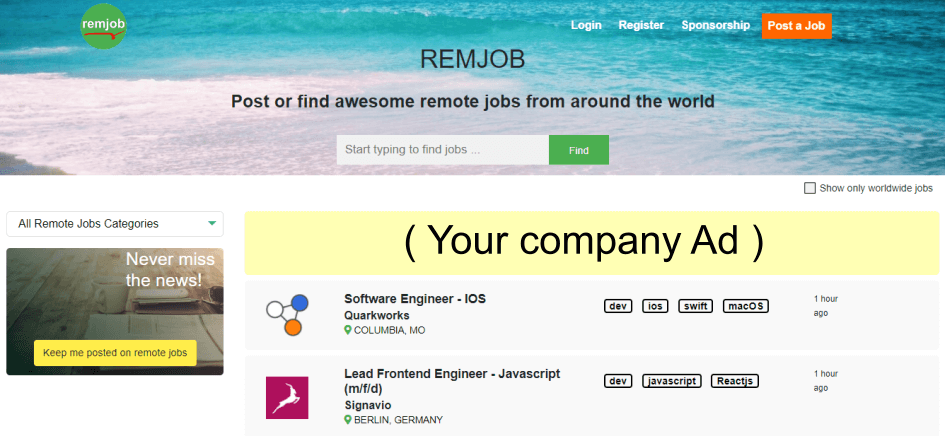 remjob
Login Register Sponsorship Post a Job
REMJOB
Post or find awesome remote jobs from around the world
Start typing to find jobs ...
Find
Show only worldwide jobs
All Remote Jobs Categories
Never miss
the news!
Keep me posted on remote jobs
( Your company Ad )
Software Engineer - IOS
Quarkworks
COLUMBIA, MO
dev ios swift macOS
1 hour
ago
Lead Frontend Engineer - Javascript
(m/f/d)
Signavio
BERLIN, GERMANY
dev javascript Reactjs
1 hour
ago